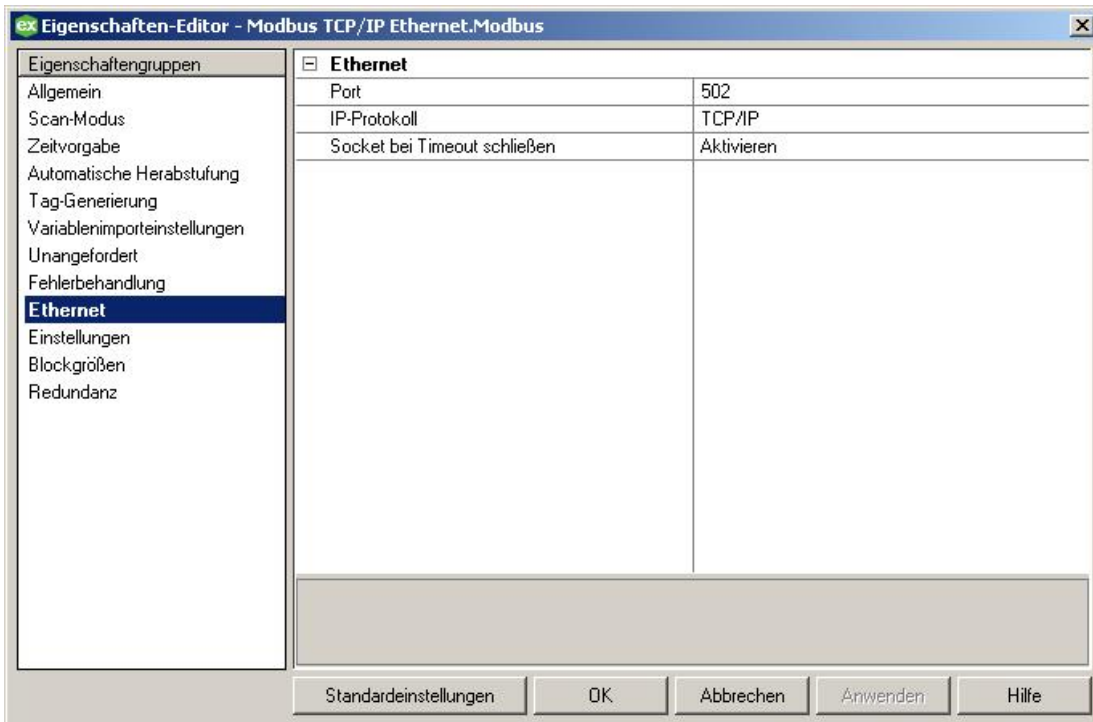 ex Eigenschaften-Editor - Modbus TCP/IP Ethernet.Modbus
Eigenschaftengruppen
Allgemein
Scan-Modus
Zeitvorgabe
Automatische Herabstufung
Tag-Generierung
Variablenimporteinstellungen
Unangefordert
Fehlerbehandlung
Ethernet
Einstellungen
Blockgrößen
Redundanz
Ethernet
Port 502
IP-Protokoll TCP/IP
Socket bei Timeout schließen Aktivieren
Standardeinstellungen OK Abbrechen Anwenden Hilfe